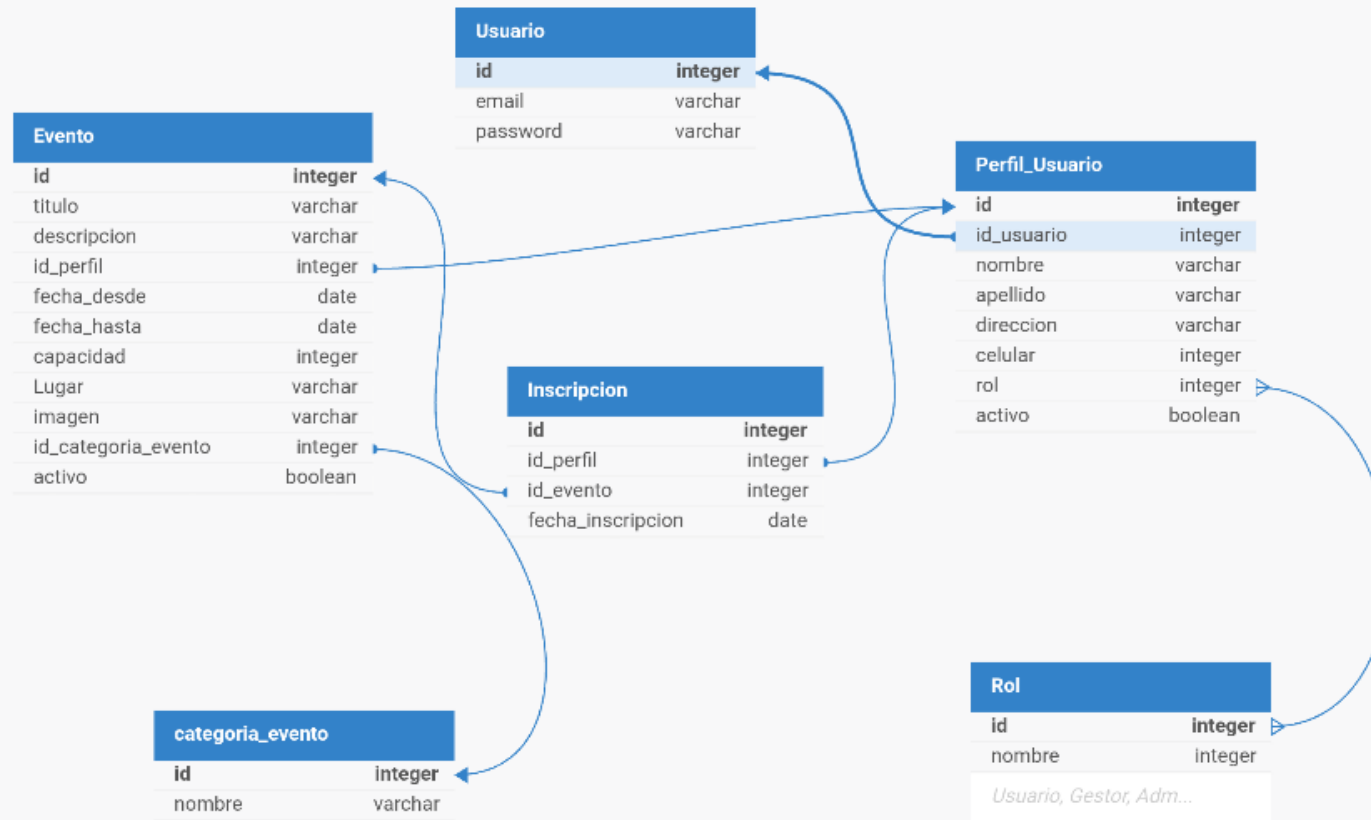 Usuario
id integer
email varchar
password varchar
Evento
id integer
titulo varchar
descripcion varchar
id_perfil integer
fecha_desde date
fecha_hasta date
capacidad integer
Lugar varchar
imagen varchar
id_categoria_evento integer
activo boolean
Perfil_Usuario
id integer
id_usuario integer
nombre varchar
apellido varchar
direccion varchar
celular integer
rol integer
activo boolean
Inscripcion
id integer
id_perfil integer
id_evento integer
fecha_inscripcion date
categoria_evento
id integer
nombre varchar
Rol
id integer
nombre integer
Usuario, Gestor, Adm...